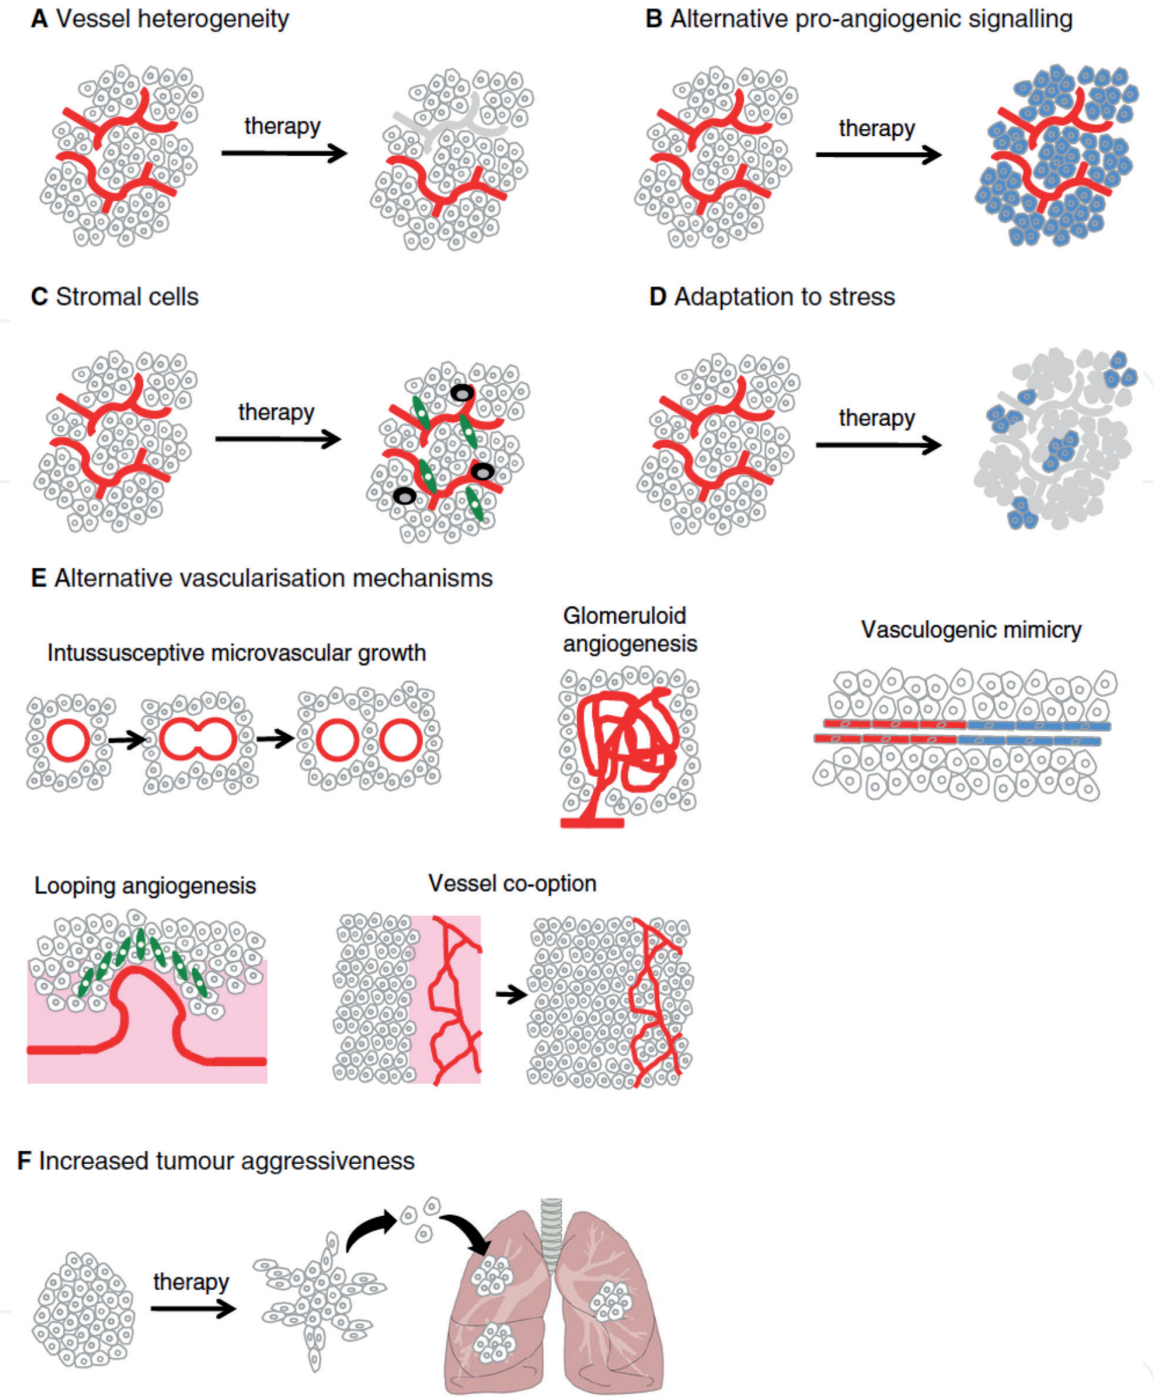 A Vessel heterogeneity
B Alternative pro-angiogenic signalling
therapy
therapy
C Stromal cells
D Adaptation to stress
therapy
therapy
E Alternative vascularisation mechanisms
Intussusceptive microvascular growth
Glomeruloid
angiogenesis
Vasculogenic mimicry
Looping angiogenesis
Vessel co-option
F Increased tumour aggressiveness
therapy